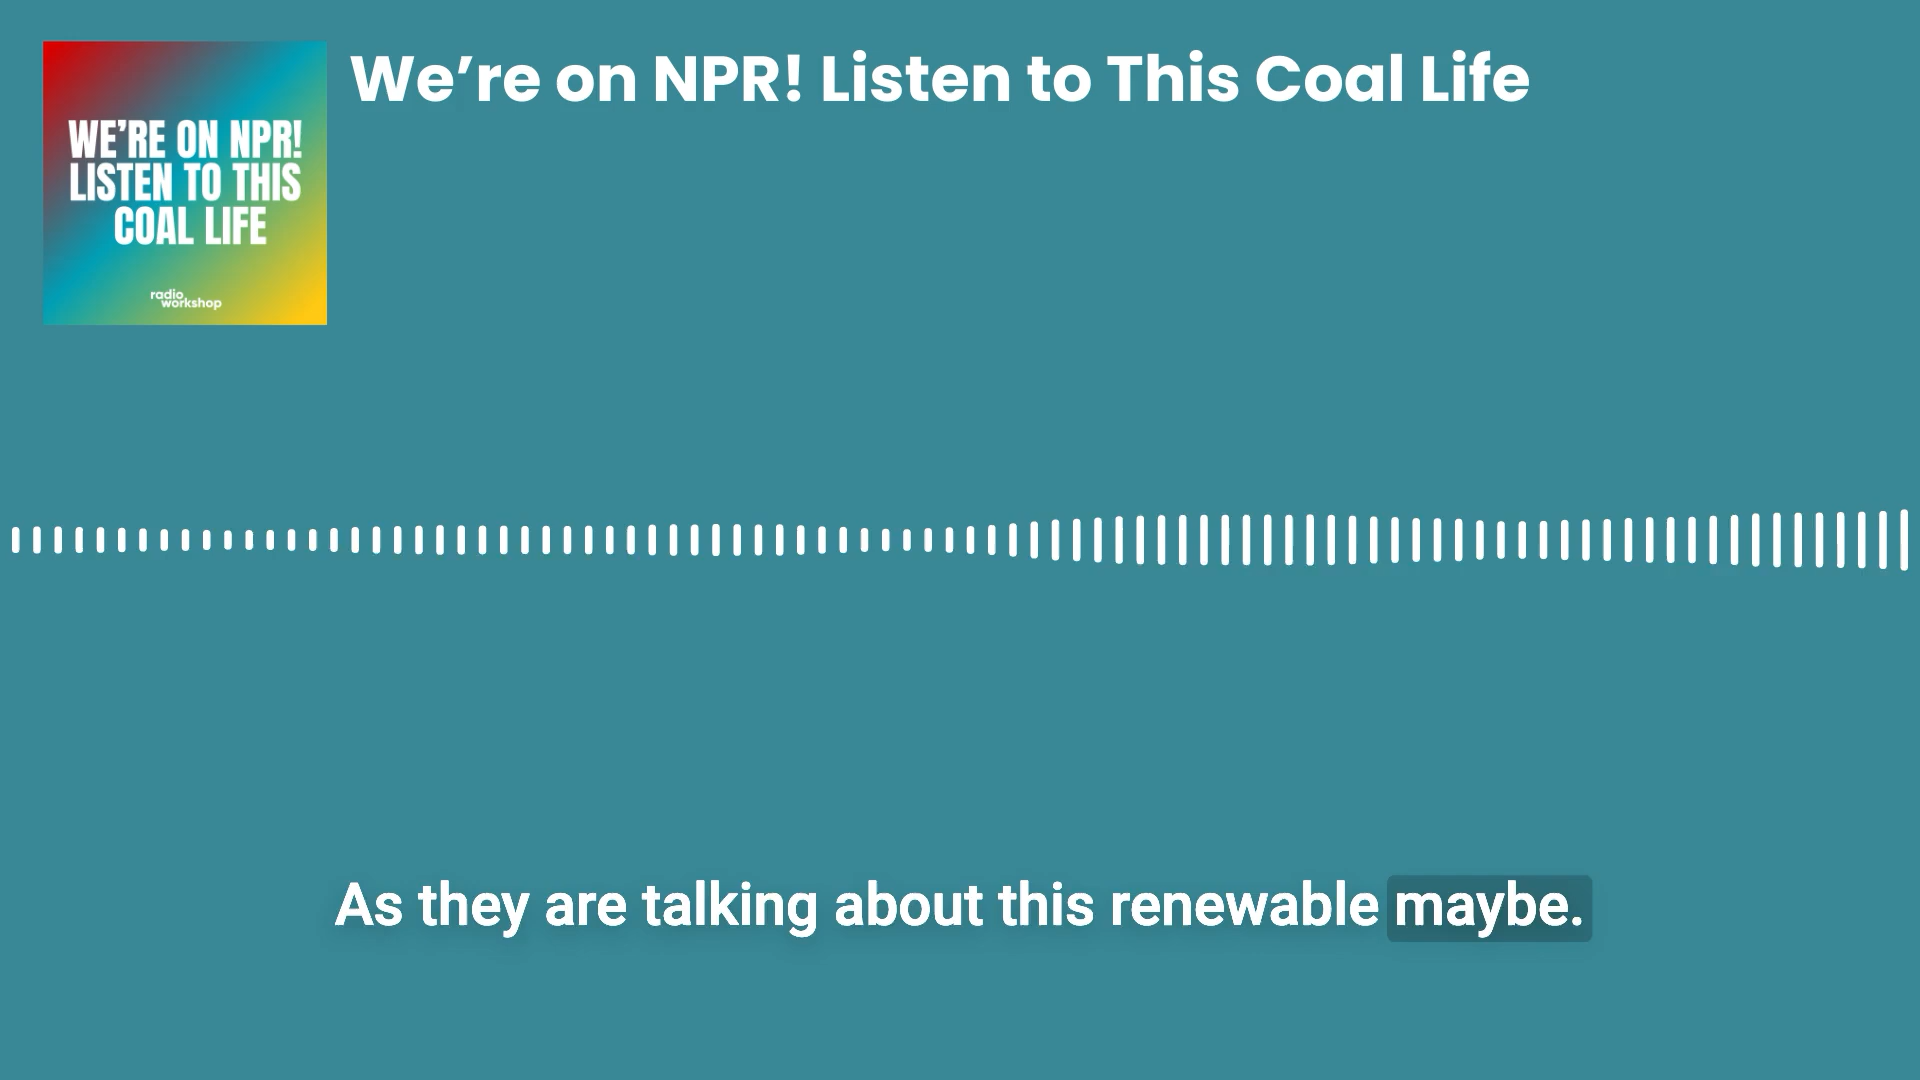 We’re on NPR! Listen to This Coal Life
WE’RE ON NPR!
LISTEN TO THIS
COAL LIFE
radio
workshop
As they are talking about this renewable maybe.